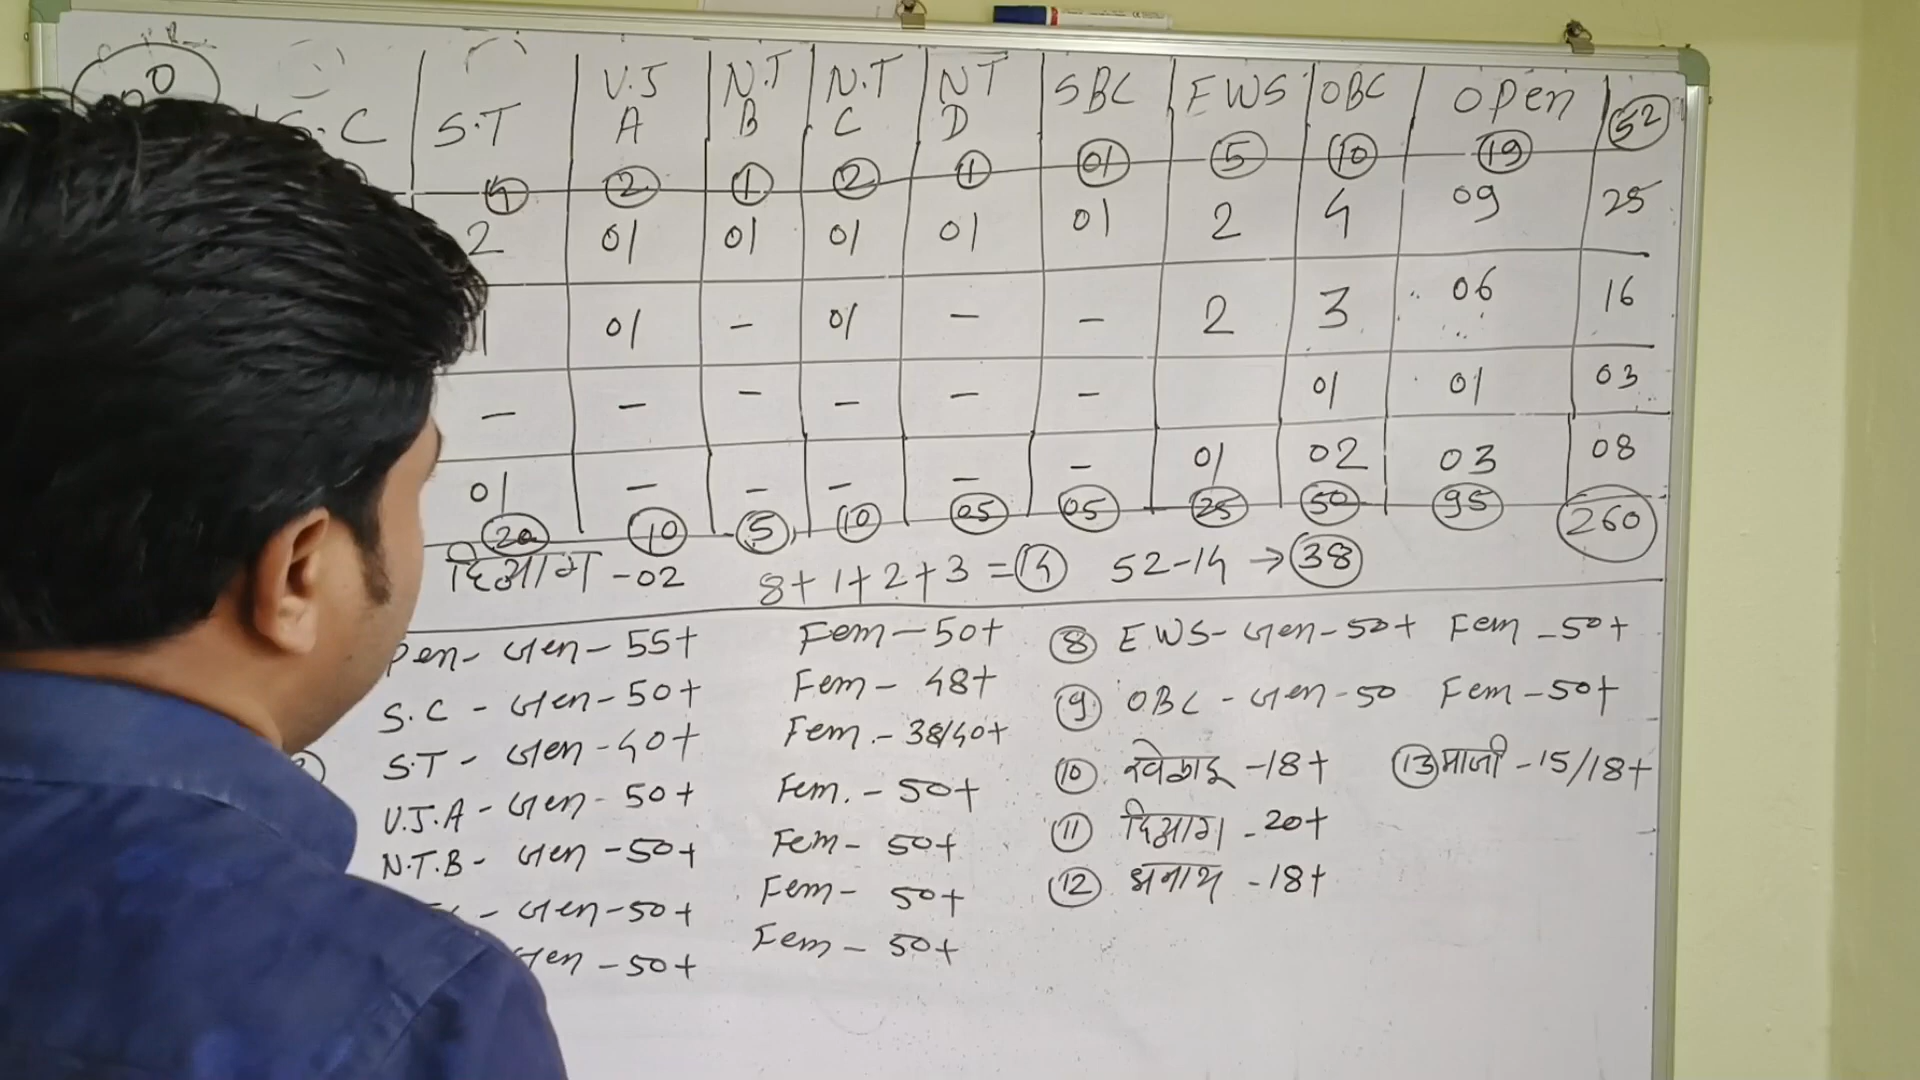 S.C S.T V.J A N.T B N.T C NT D SBC EWS OBC open 52
4 2 1 2 1 01 5 10 19
2 01 01 01 01 01 2 4 09 25
1 01 - 01 - - 2 3 06 16
- - - - - - 01 01 03
01 - - - - - 01 02 03 08
20 10 5 10 05 05 25 50 95 260
दिव्यांग -02 8+1+2+3 = 14 52-14 → 38
pen- Gen- 55+ Fem-50+ 8 EWS- Gen-50+ Fem -50+
S.C - Gen-50+ Fem- 48+ 9 OBC - Gen-50 Fem -50+
S.T - Gen -40+ Fem.- 38/40+ 10 खेळाडू -18+ 13 माजी -15/18+
V.J.A - Gen- 50+ Fem. - 50+ 11 दिव्यांग -20+
N.T.B - Gen -50+ Fem- 50+ 12 अनाथ -18+
- Gen-50+ Fem- 50+
Gen -50+ Fem - 50+